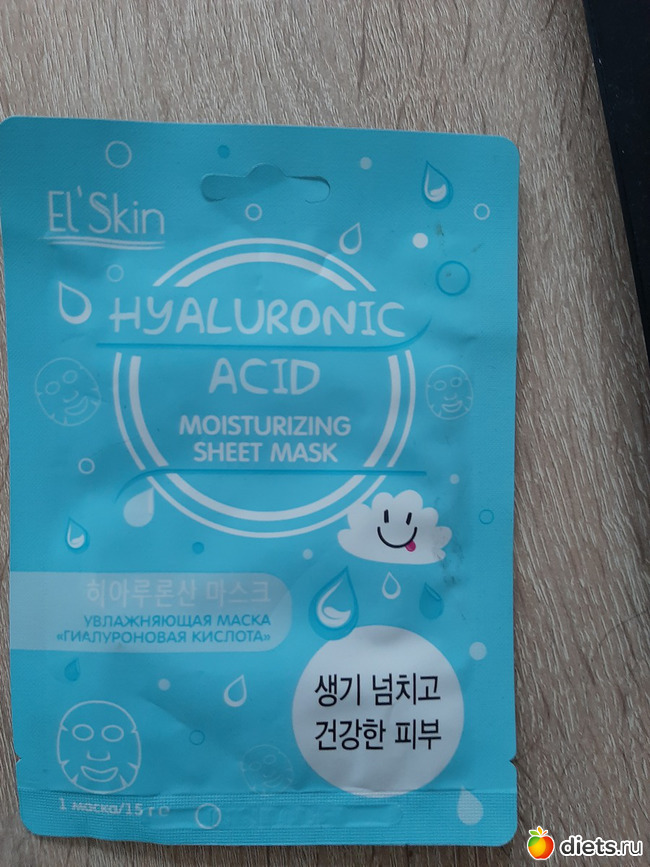 El'Skin
HYALURONIC
ACID
MOISTURIZING
SHEET MASK
히아루론산 마스크
УВЛАЖНЯЮЩАЯ МАСКА
«ГИАЛУРОНОВАЯ КИСЛОТА»
생기 넘치고
건강한 피부
1 маска/15 г
diets.ru